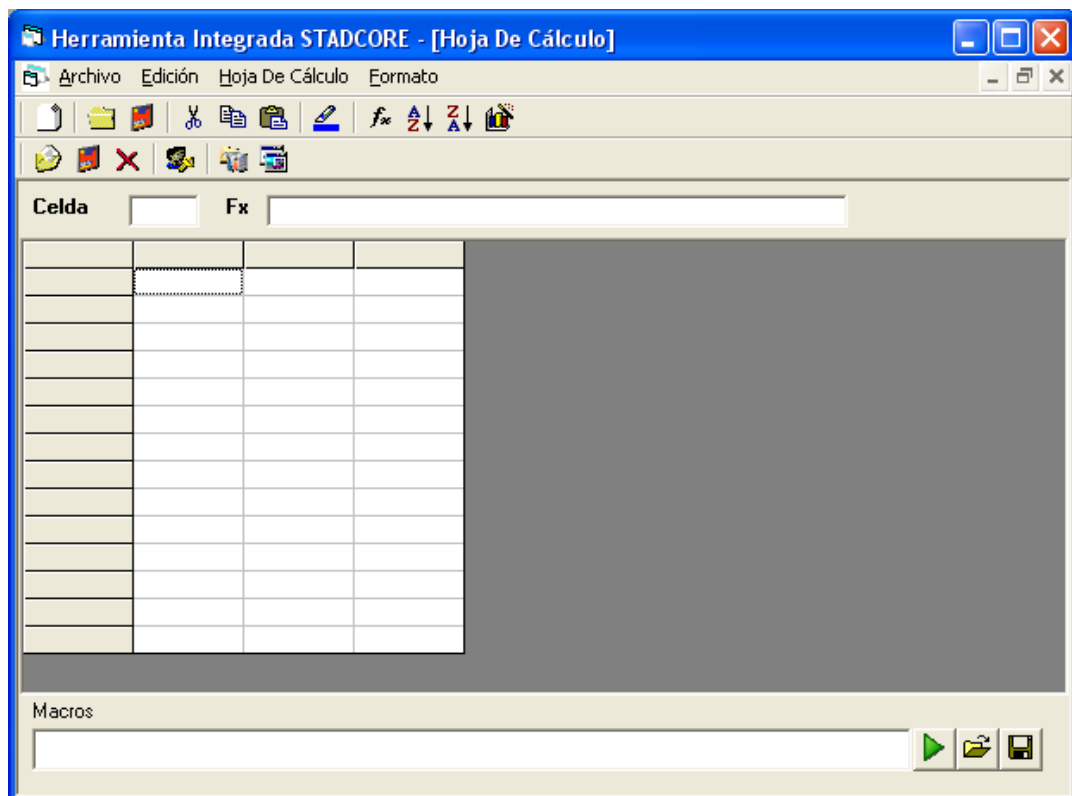 Herramienta Integrada STADCORE - [Hoja De Cálculo]
Archivo Edición Hoja De Cálculo Formato
Celda Fx
Macros